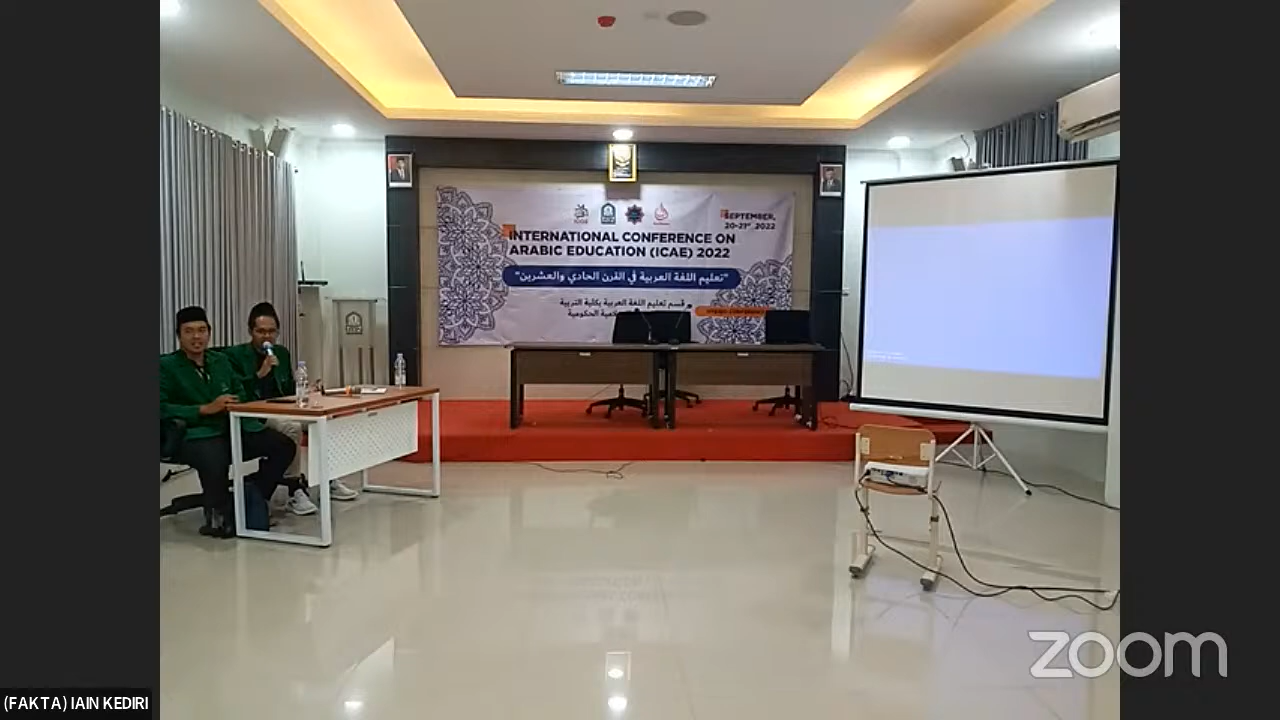 SEPTEMBER,
20-21st, 2022
INTERNATIONAL CONFERENCE ON
ARABIC EDUCATION (ICAE) 2022
"تعليم اللغة العربية في القرن الحادي والعشرين"
قسم تعليم اللغة العربية بكلية التربية
الحكومية
zoom
(FAKTA) IAIN KEDIRI